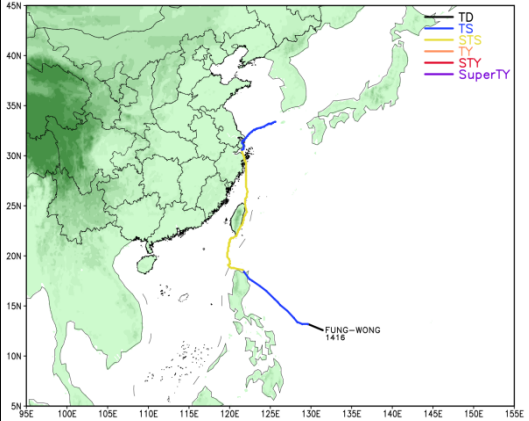 45N
40N
35N
30N
25N
20N
15N
10N
5N
TD
TS
STS
TY
STY
SuperTY
FUNG-WONG
1416
95E 100E 105E 110E 115E 120E 125E 130E 135E 140E 145E 150E 155E